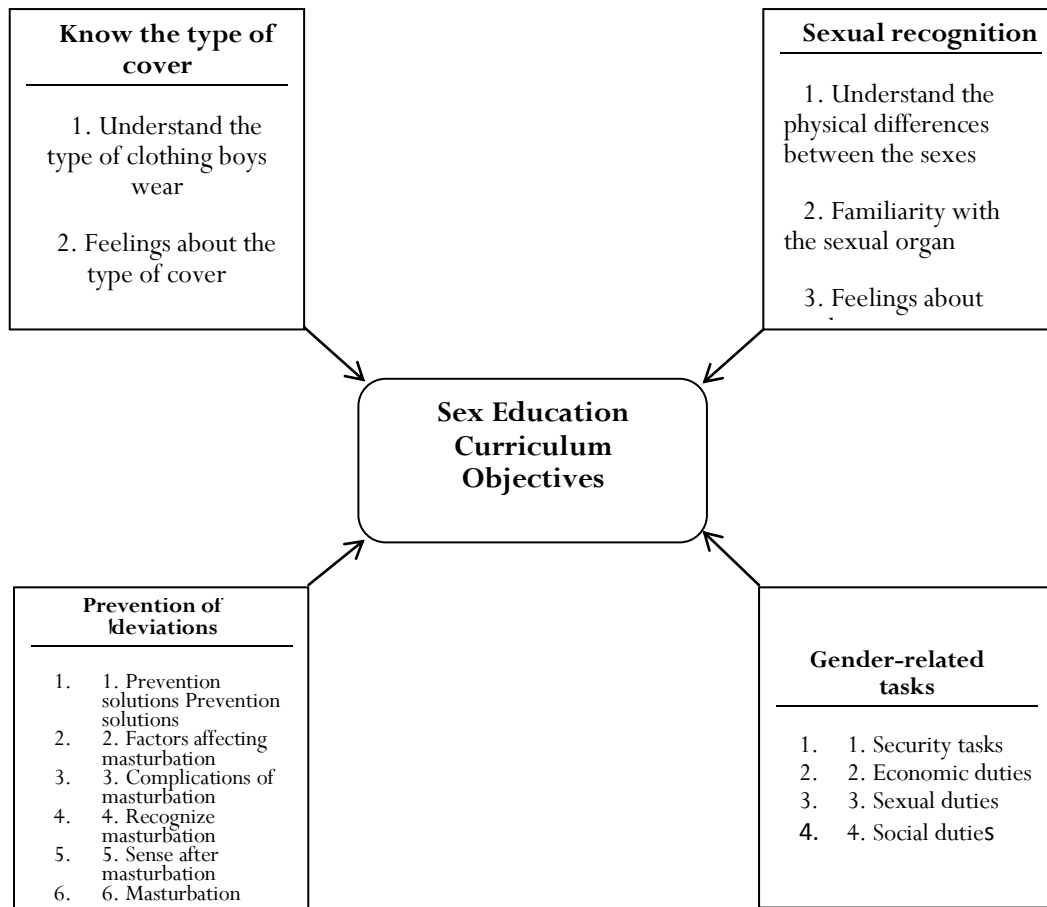 Know the type of
cover
1. Understand the
type of clothing boys
wear
2. Feelings about the
type of cover
Sexual recognition
1. Understand the
physical differences
between the sexes
2. Familiarity with
the sexual organ
3. Feelings about
Sex Education
Curriculum
Objectives
Prevention of
deviations
1. 1. Prevention
solutions Prevention
solutions
2. 2. Factors affecting
masturbation
3. 3. Complications of
masturbation
4. 4. Recognize
masturbation
5. 5. Sense after
masturbation
6. 6. Masturbation
Gender-related
tasks
1. 1. Security tasks
2. 2. Economic duties
3. 3. Sexual duties
4. 4. Social duties